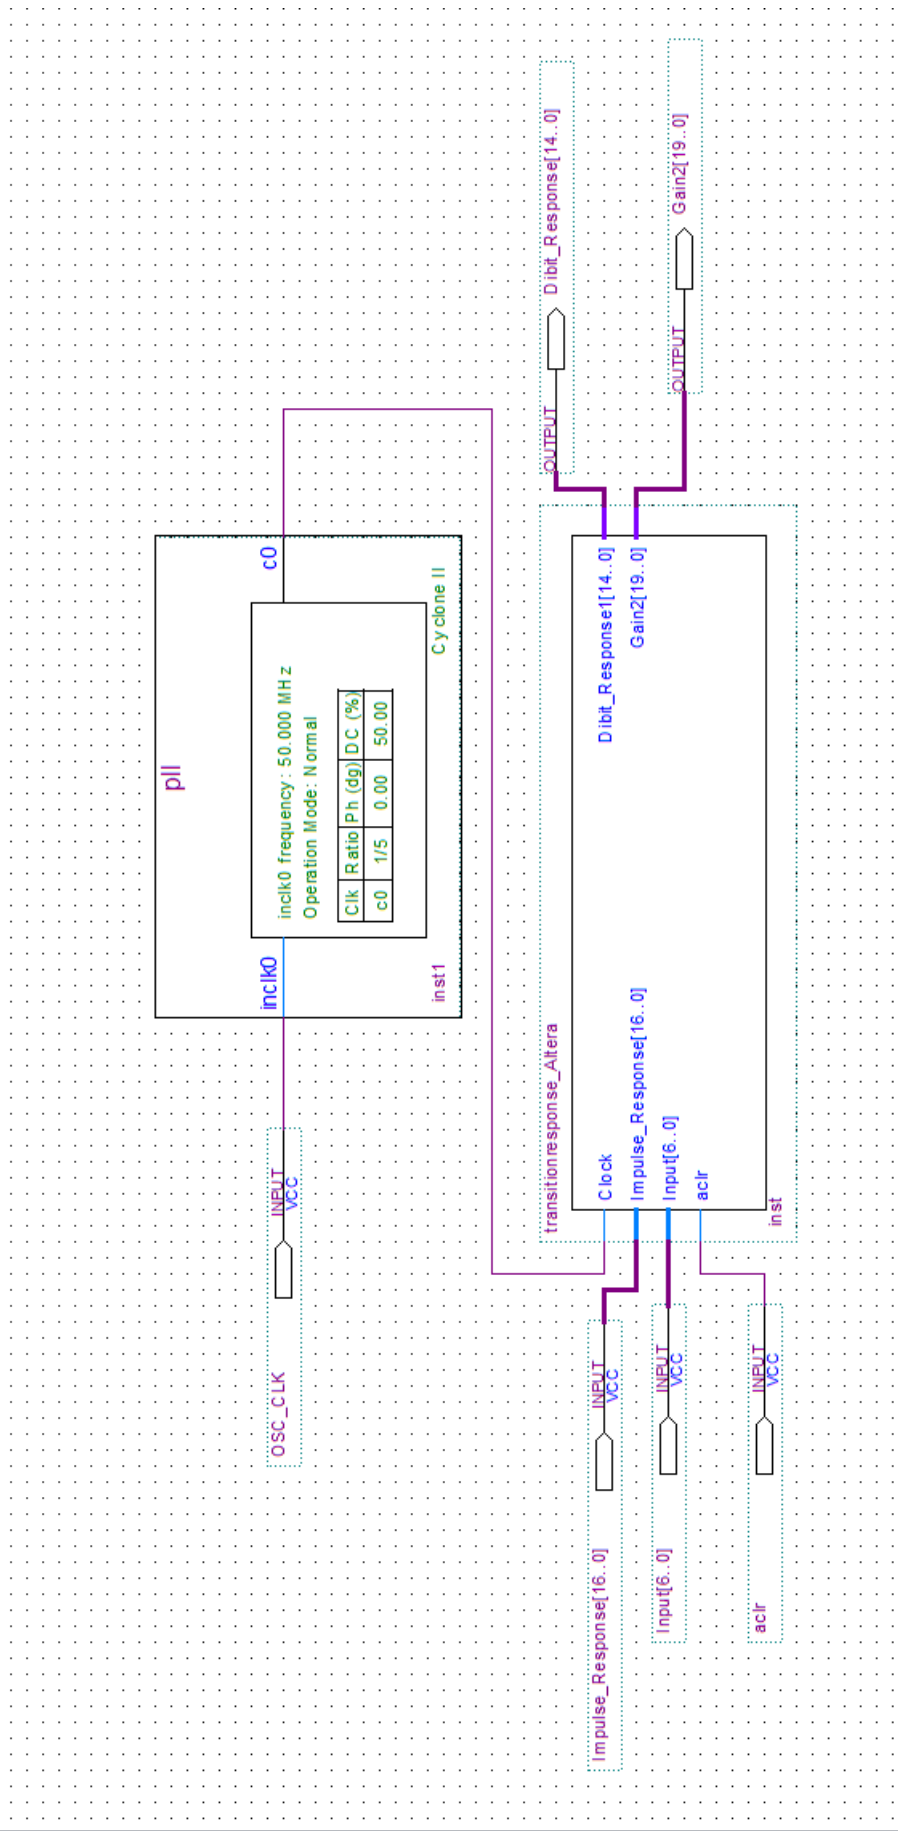 pll
inclk0
c0
inclk0 frequency: 50.000 MHz
Operation Mode: Normal
Clk Ratio Ph (dg) DC (%)
c0 1/5 0.00 50.00
inst1
Cyclone II
OSC_CLK
INPUT
VCC
transitionresponse_Altera
Clock
Impulse_Response[16..0]
Input[6..0]
aclr
Dibit_Response1[14..0]
Gain2[19..0]
inst
Impulse_Response[16..0]
INPUT
VCC
Input[6..0]
INPUT
VCC
aclr
INPUT
VCC
OUTPUT
Dibit_Response[14..0]
OUTPUT
Gain2[19..0]